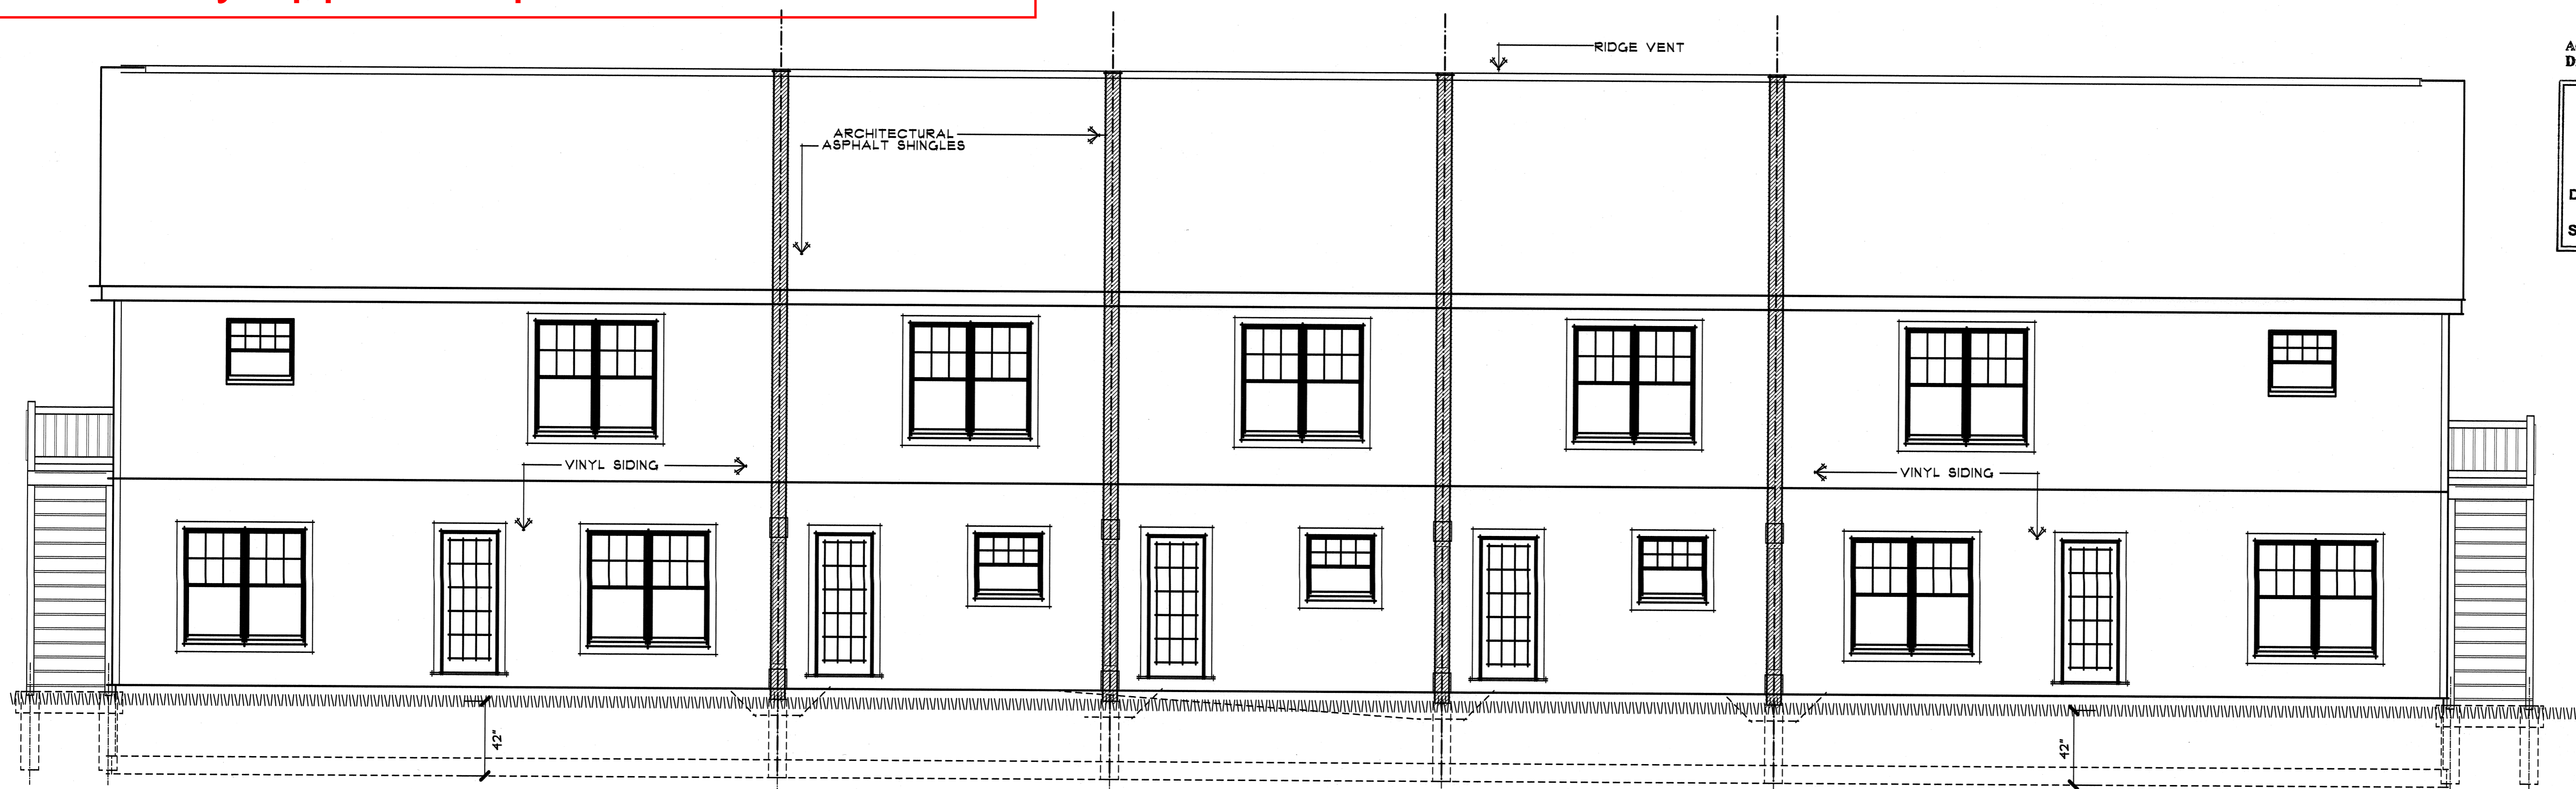 RIDGE VENT
ARCHITECTURAL
ASPHALT SHINGLES
VINYL SIDING
VINYL SIDING
42"
42"